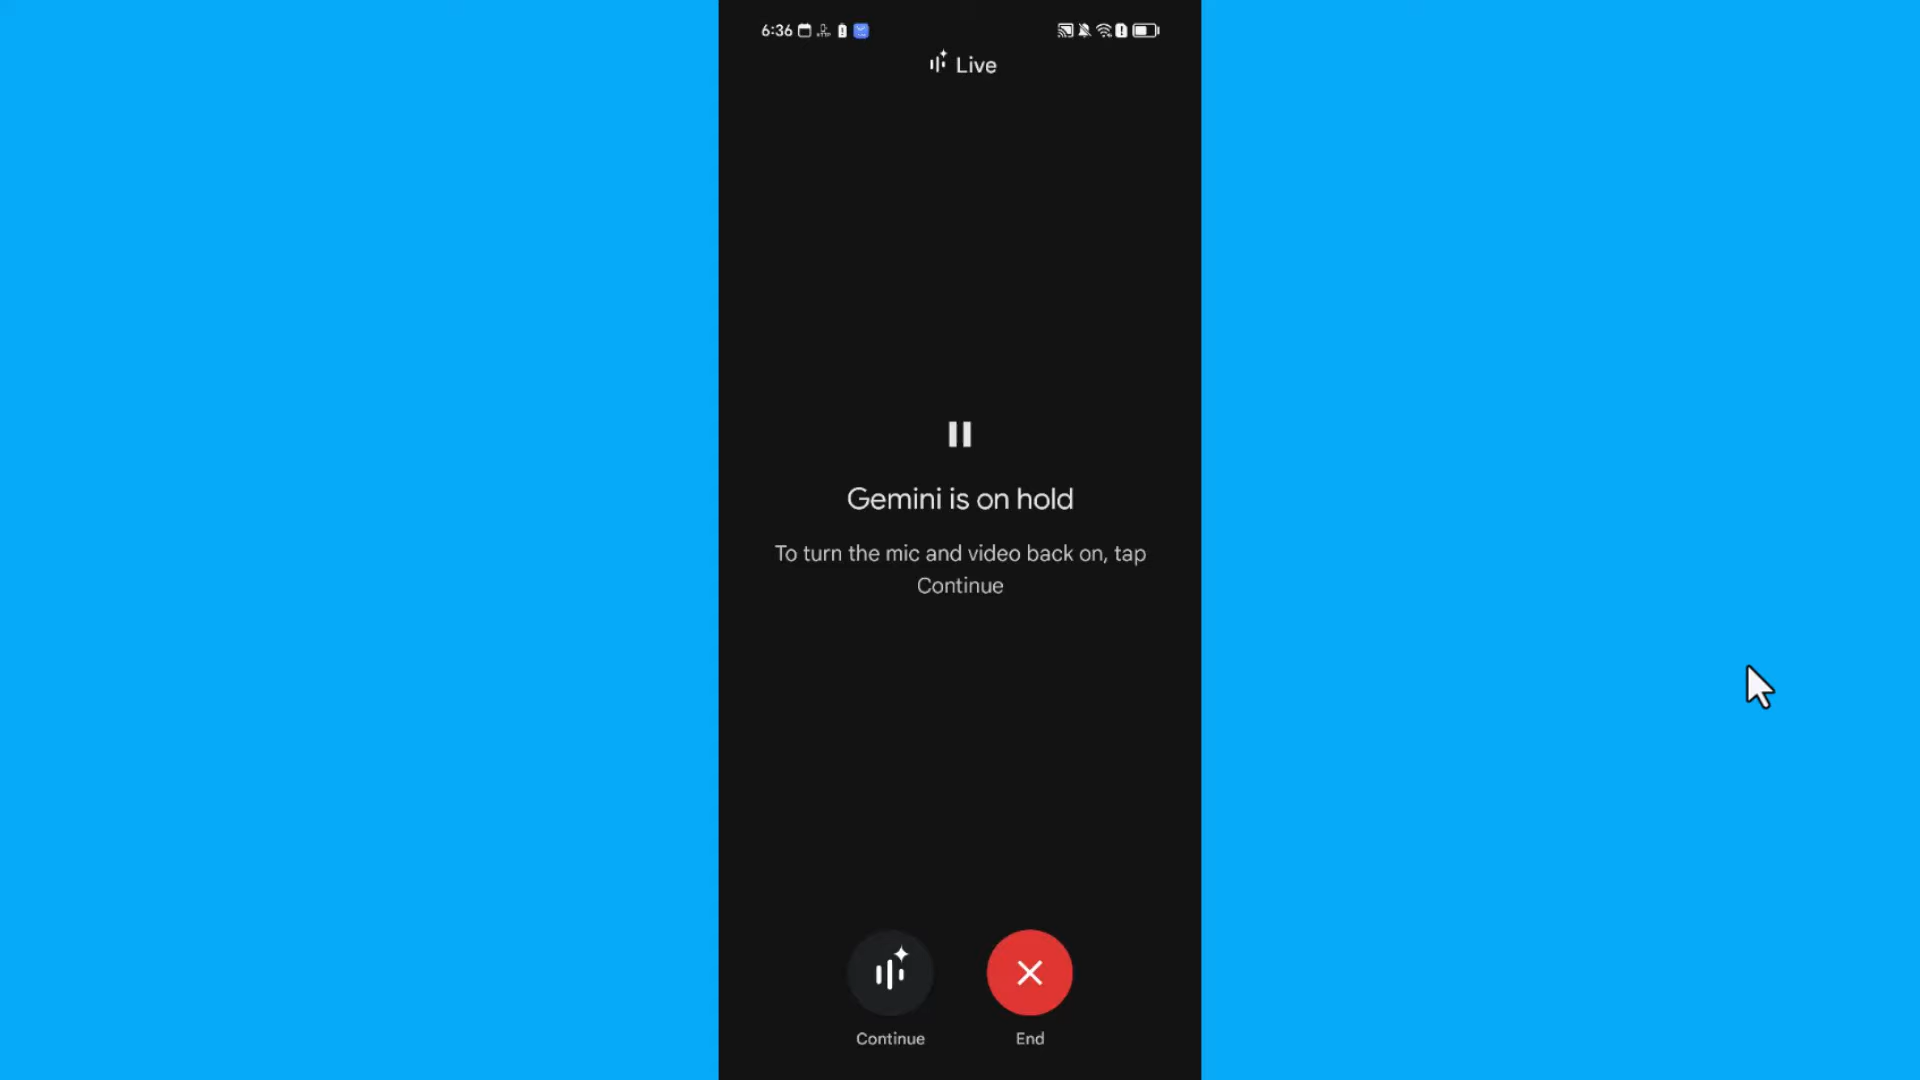 6:36
Live
Gemini is on hold
To turn the mic and video back on, tap
Continue
Continue
End